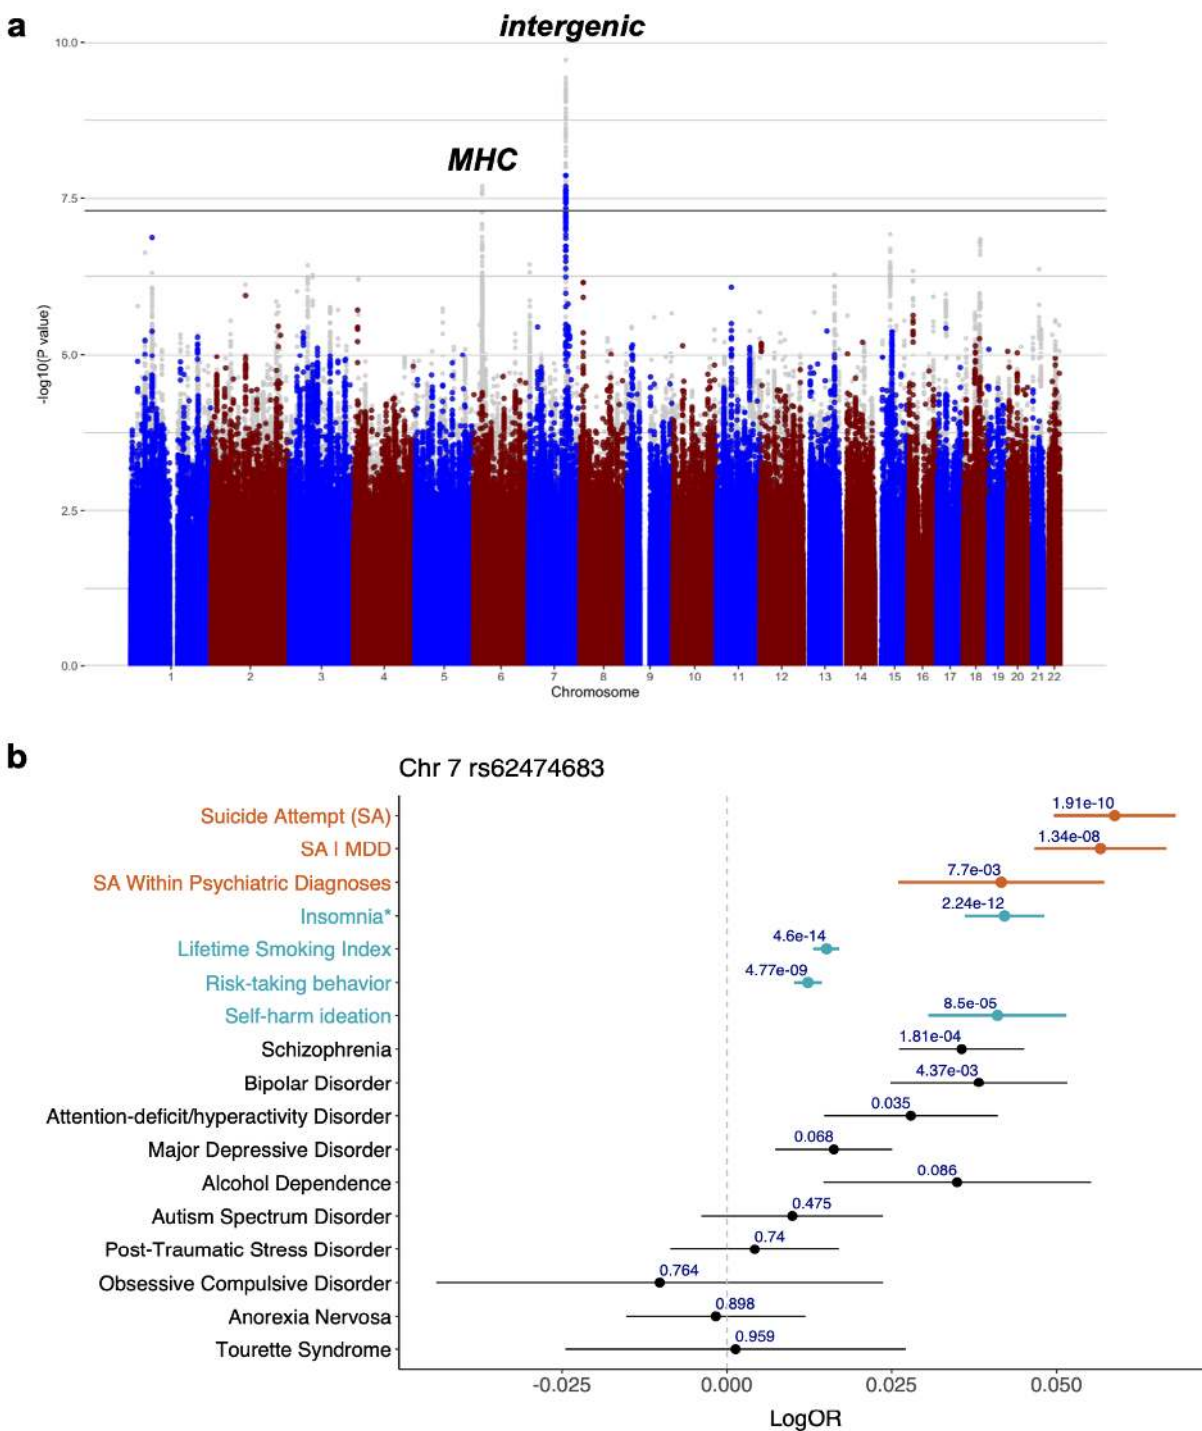 a
intergenic
MHC
10.0
7.5
5.0
2.5
0.0
-log10(P value)
1 2 3 4 5 6 7 8 9 10 11 12 13 14 15 16 17 18 19 20 21 22
Chromosome
b
Chr 7 rs62474683
Suicide Attempt (SA) 1.91e-10
SA | MDD 1.34e-08
SA Within Psychiatric Diagnoses 7.7e-03
Insomnia* 2.24e-12
Lifetime Smoking Index 4.6e-14
Risk-taking behavior 4.77e-09
Self-harm ideation 8.5e-05
Schizophrenia 1.81e-04
Bipolar Disorder 4.37e-03
Attention-deficit/hyperactivity Disorder 0.035
Major Depressive Disorder 0.068
Alcohol Dependence 0.086
Autism Spectrum Disorder 0.475
Post-Traumatic Stress Disorder 0.74
Obsessive Compulsive Disorder 0.764
Anorexia Nervosa 0.898
Tourette Syndrome 0.959
-0.025 0.000 0.025 0.050
LogOR